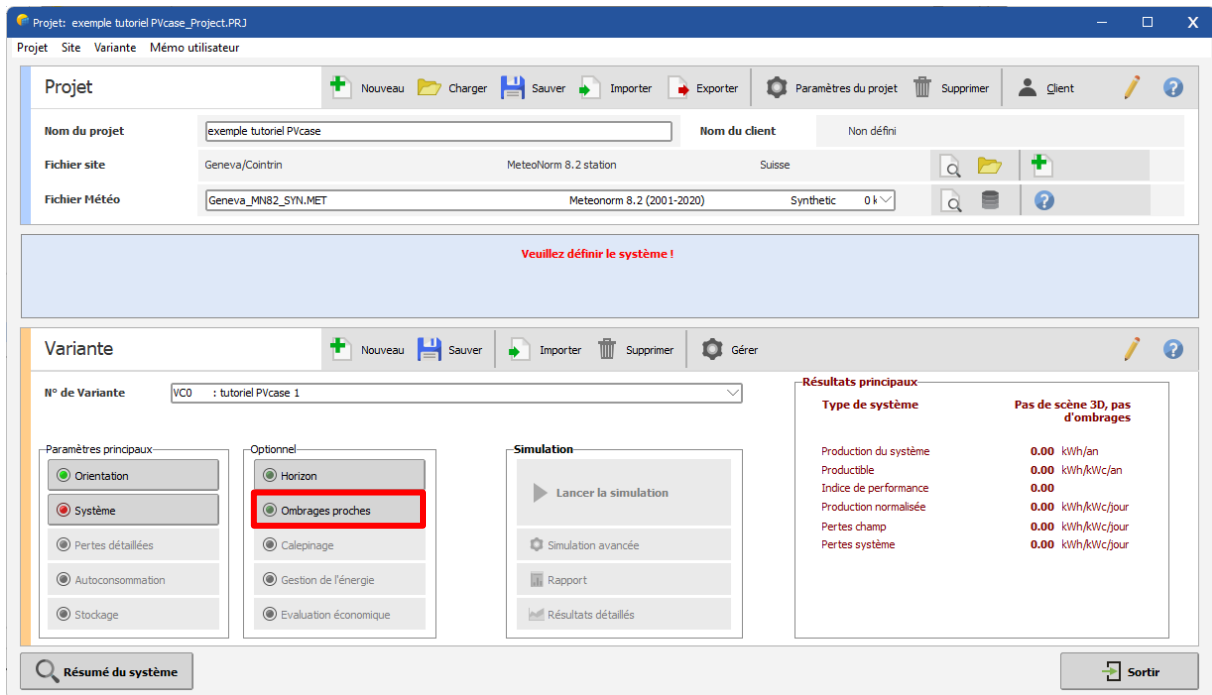 Projet: exemple tutoriel PVcase_Project.PRJ
Projet Site Variante Mémo utilisateur
Projet
Nouveau Charger Sauver Importer Exporter Paramètres du projet Supprimer Client
Nom du projet exemple tutoriel PVcase Nom du client Non défini
Fichier site Geneva/Cointrin MeteoNorm 8.2 station Suisse
Fichier Météo Geneva_MN82_SYN.MET Meteonorm 8.2 (2001-2020) Synthetic 0 k
Veuillez définir le système !
Variante
Nouveau Sauver Importer Supprimer Gérer
N° de Variante VC0 : tutoriel PVcase 1
Paramètres principaux
Orientation
Système
Pertes détaillées
Autoconsommation
Stockage
Optionnel
Horizon
Ombrages proches
Calepinage
Gestion de l'énergie
Evaluation économique
Simulation
Lancer la simulation
Simulation avancée
Rapport
Résultats détaillés
Résultats principaux
Type de système Pas de scène 3D, pas
d'ombrages
Production du système 0.00 kWh/an
Productible 0.00 kWh/kWc/an
Indice de performance 0.00
Production normalisée 0.00 kWh/kWc/jour
Pertes champ 0.00 kWh/kWc/jour
Pertes système 0.00 kWh/kWc/jour
Résumé du système
Sortir